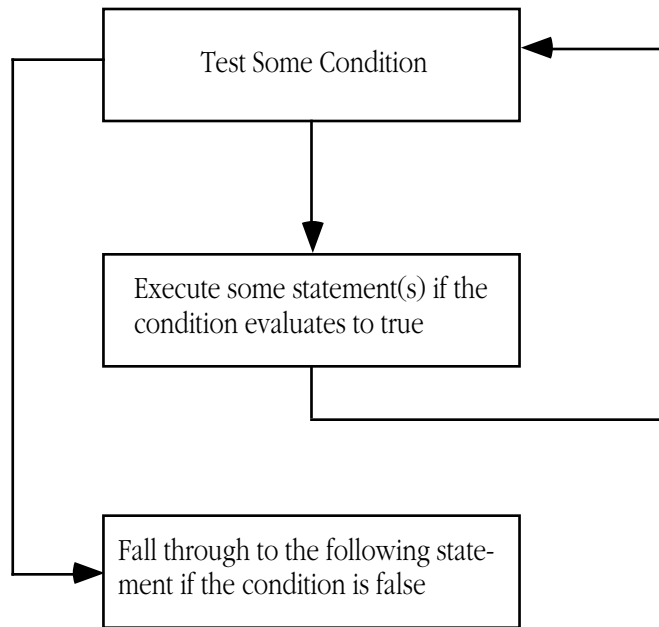 Test Some Condition
Execute some statement(s) if the
condition evaluates to true
Fall through to the following state-
ment if the condition is false